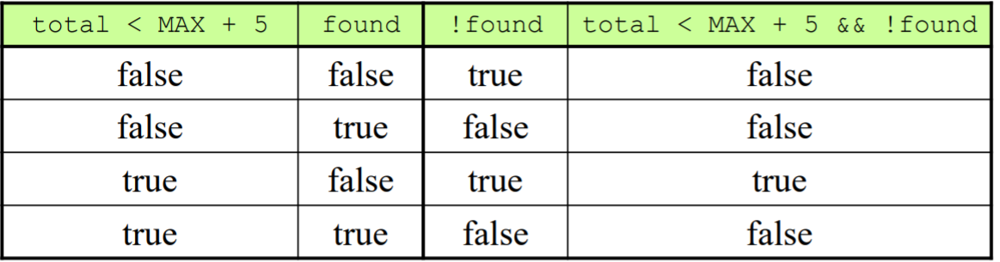 total < MAX + 5 found !found total < MAX + 5 && !found
false false true false
false true false false
true false true true
true true false false